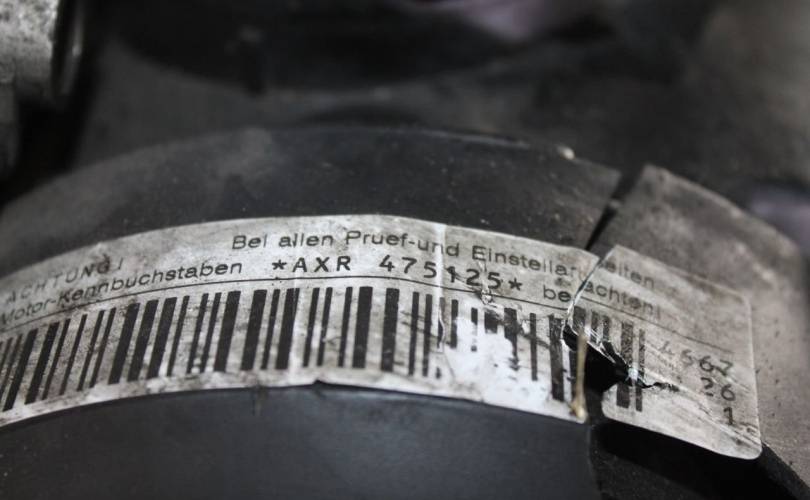 ACHTUNG! Bei allen Pruef-und Einstellarbeiten
Motor-Kennbuchstaben *AXR 475125* beachten!
4667
26
1